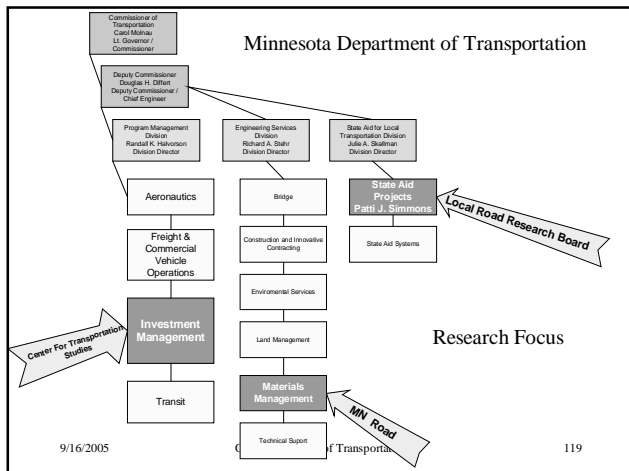 Commissioner of
Transportation
Carol Molnau
Lt. Governor /
Commissioner
Minnesota Department of Transportation
Deputy Commissioner
Douglas H. Differt
Deputy Commissioner /
Chief Engineer
Program Management
Division
Randall K. Halvorson
Division Director
Engineering Services
Division
Richard A. Stehr
Division Director
State Aid for Local
Transportation Division
Julie A. Skallman
Division Director
Aeronautics
Freight &
Commercial
Vehicle
Operations
Investment
Management
Transit
Bridge
Construction and Innovative
Contracting
Enviromental Services
Land Management
Materials
Management
Technical Suport
State Aid
Projects
Patti J. Simmons
State Aid Systems
Local Road Research Board
Center For Transportation
Studies
MN Road
Research Focus
9/16/2005
of
119